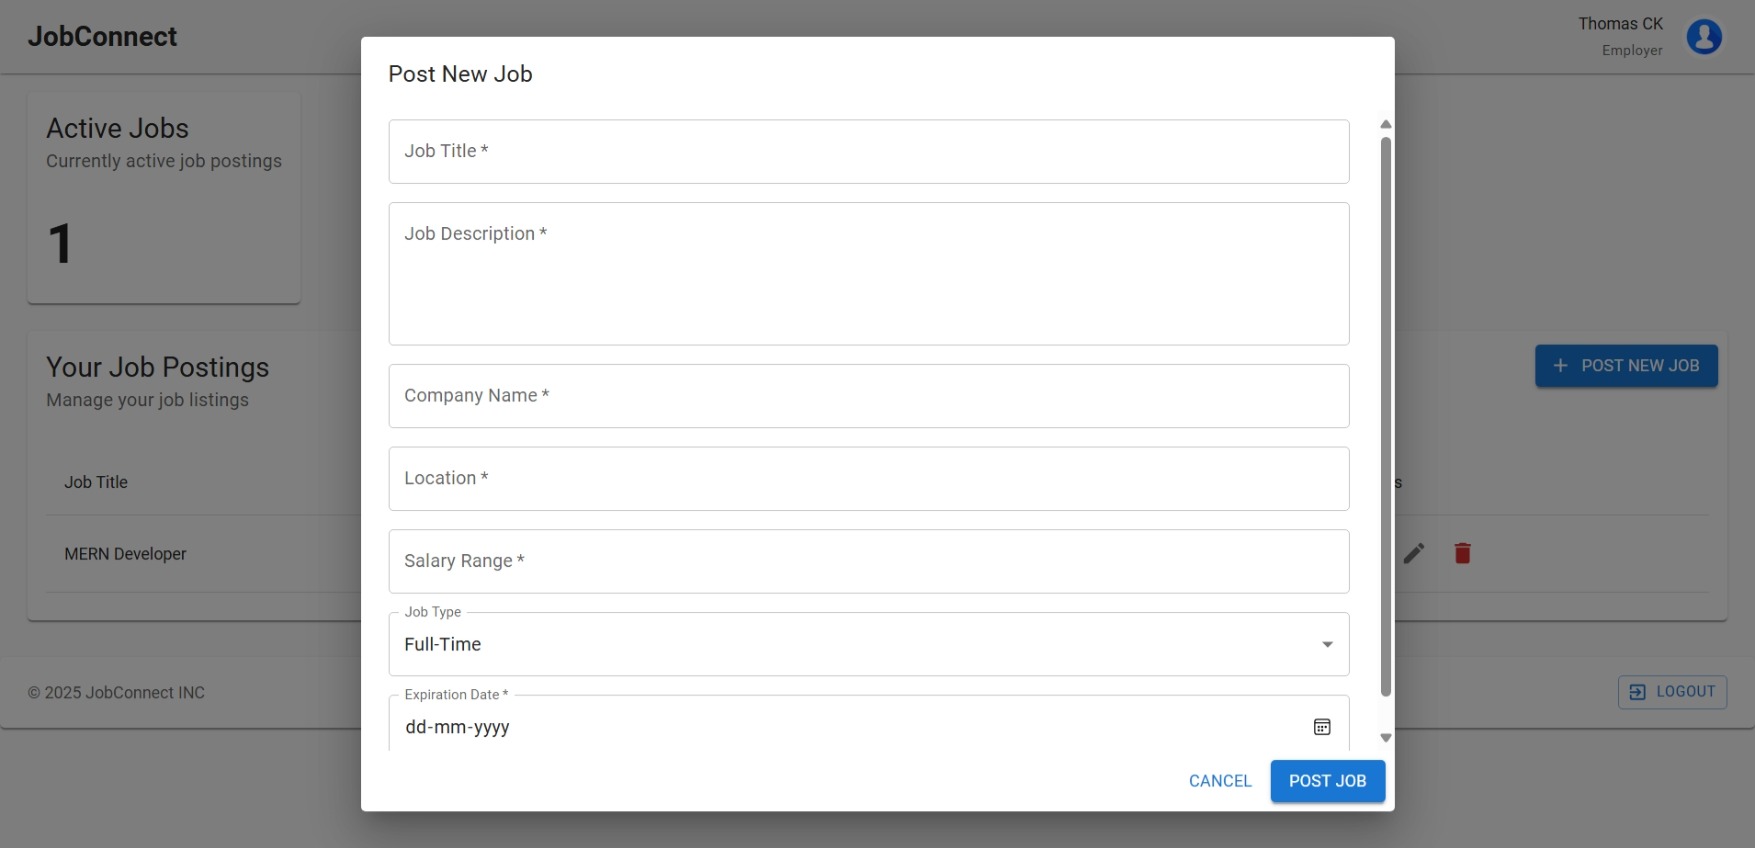 JobConnect
Thomas CK
Employer
Active Jobs
Currently active job postings
1
Your Job Postings
Manage your job listings
POST NEW JOB
Job Title
s
MERN Developer
© 2025 JobConnect INC
LOGOUT
Post New Job
Job Title *
Job Description *
Company Name *
Location *
Salary Range *
Job Type
Full-Time
Expiration Date *
dd-mm-yyyy
CANCEL
POST JOB